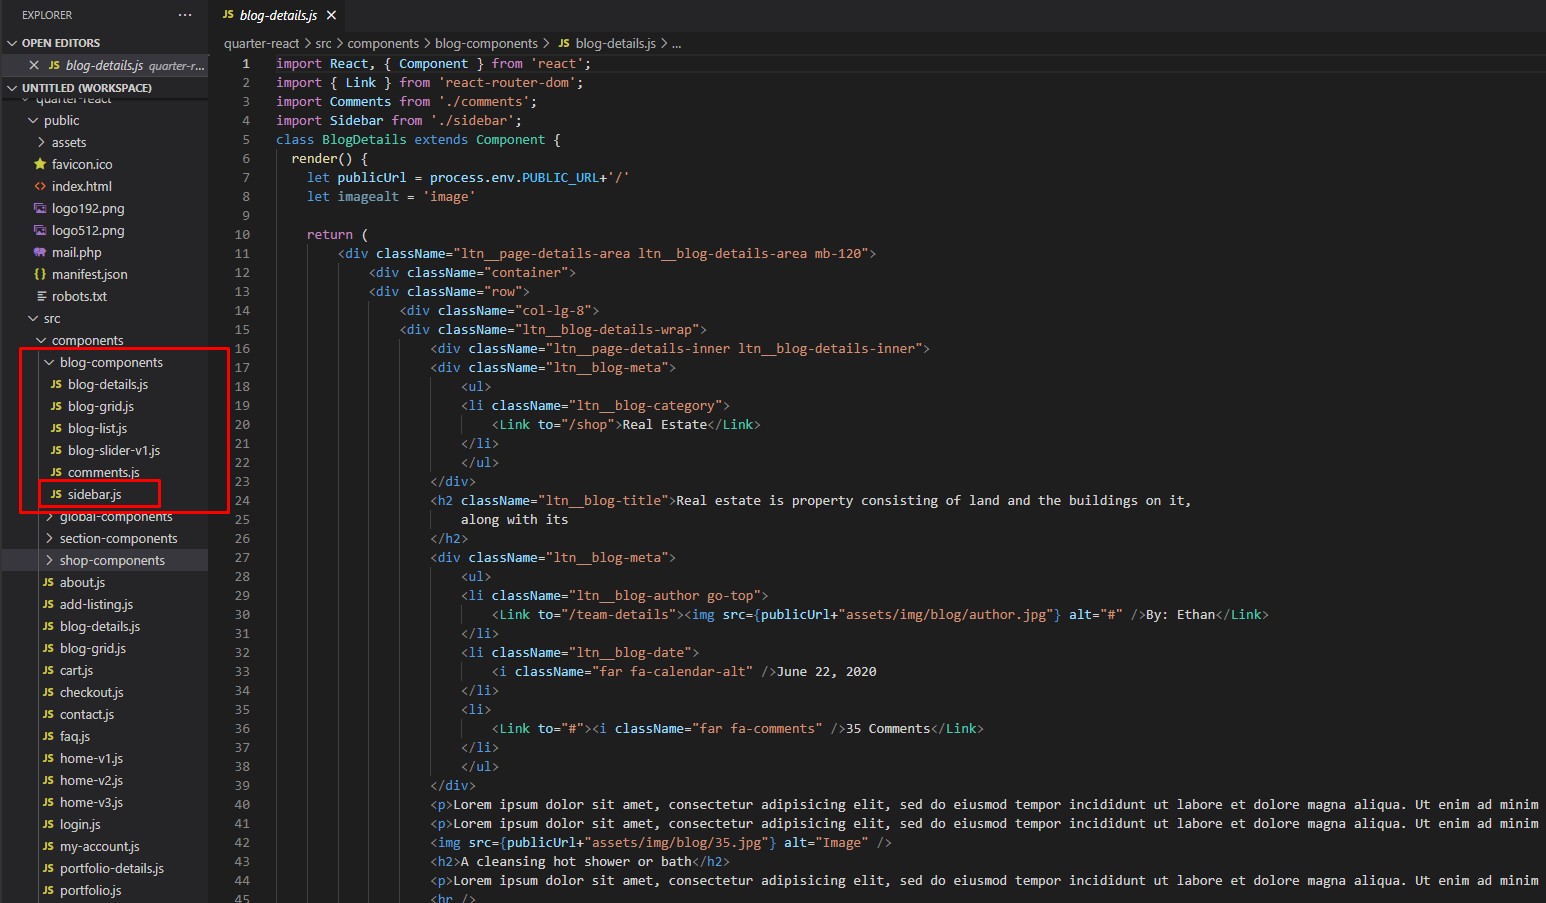 EXPLORER
···
OPEN EDITORS
JS blog-details.js quarter-r...
UNTITLED (WORKSPACE)
quarter-react
public
assets
favicon.ico
index.html
logo192.png
logo512.png
mail.php
{} manifest.json
robots.txt
src
components
blog-components
JS blog-details.js
JS blog-grid.js
JS blog-list.js
JS blog-slider-v1.js
JS comments.js
JS sidebar.js
global-components
section-components
shop-components
JS about.js
JS add-listing.js
JS blog-details.js
JS blog-grid.js
JS cart.js
JS checkout.js
JS contact.js
JS faq.js
JS home-v1.js
JS home-v2.js
JS home-v3.js
JS login.js
JS my-account.js
JS portfolio-details.js
JS portfolio.js
JS blog-details.js
quarter-react > src > components > blog-components > JS blog-details.js > ...
1 import React, { Component } from 'react';
2 import { Link } from 'react-router-dom';
3 import Comments from './comments';
4 import Sidebar from './sidebar';
5 class BlogDetails extends Component {
6 render() {
7 let publicUrl = process.env.PUBLIC_URL+'/'
8 let imagealt = 'image'
9
10 return (
11 <div className="ltn__page-details-area ltn__blog-details-area mb-120">
12 <div className="container">
13 <div className="row">
14 <div className="col-lg-8">
15 <div className="ltn__blog-details-wrap">
16 <div className="ltn__page-details-inner ltn__blog-details-inner">
17 <div className="ltn__blog-meta">
18 <ul>
19 <li className="ltn__blog-category">
20 <Link to="/shop">Real Estate</Link>
21 </li>
22 </ul>
23 </div>
24 <h2 className="ltn__blog-title">Real estate is property consisting of land and the buildings on it,
25 along with its
26 </h2>
27 <div className="ltn__blog-meta">
28 <ul>
29 <li className="ltn__blog-author go-top">
30 <Link to="/team-details"><img src={publicUrl+"assets/img/blog/author.jpg"} alt="#" />By: Ethan</Link>
31 </li>
32 <li className="ltn__blog-date">
33 <i className="far fa-calendar-alt" />June 22, 2020
34 </li>
35 <li>
36 <Link to="#"><i className="far fa-comments" />35 Comments</Link>
37 </li>
38 </ul>
39 </div>
40 <p>Lorem ipsum dolor sit amet, consectetur adipisicing elit, sed do eiusmod tempor incididunt ut labore et dolore magna aliqua. Ut enim ad minim
41 <p>Lorem ipsum dolor sit amet, consectetur adipisicing elit, sed do eiusmod tempor incididunt ut labore et dolore magna aliqua. Ut enim ad minim
42 <img src={publicUrl+"assets/img/blog/35.jpg"} alt="Image" />
43 <h2>A cleansing hot shower or bath</h2>
44 <p>Lorem ipsum dolor sit amet, consectetur adipisicing elit, sed do eiusmod tempor incididunt ut labore et dolore magna aliqua. Ut enim ad minim
45 <hr />